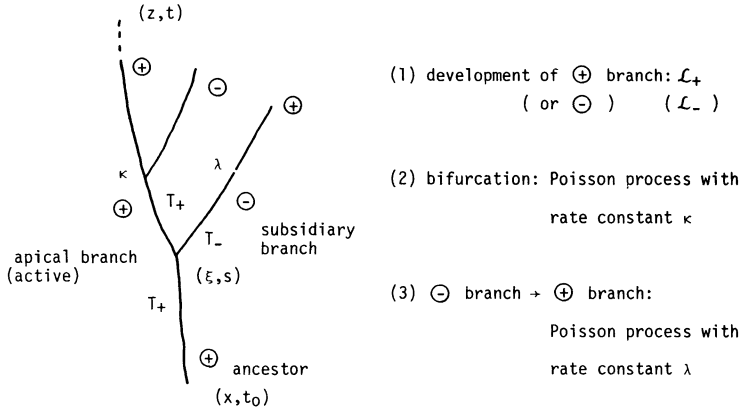 (z,t)
⊕
⊖
⊕
κ
λ
⊕
T₊
⊖
T₋
subsidiary
branch
apical branch
(active)
(ξ,s)
T₊
⊕
ancestor
(x,t₀)
(1) development of ⊕ branch: ℒ₊
( or ⊖ ) (ℒ₋ )
(2) bifurcation: Poisson process with
rate constant κ
(3) ⊖ branch → ⊕ branch:
Poisson process with
rate constant λ